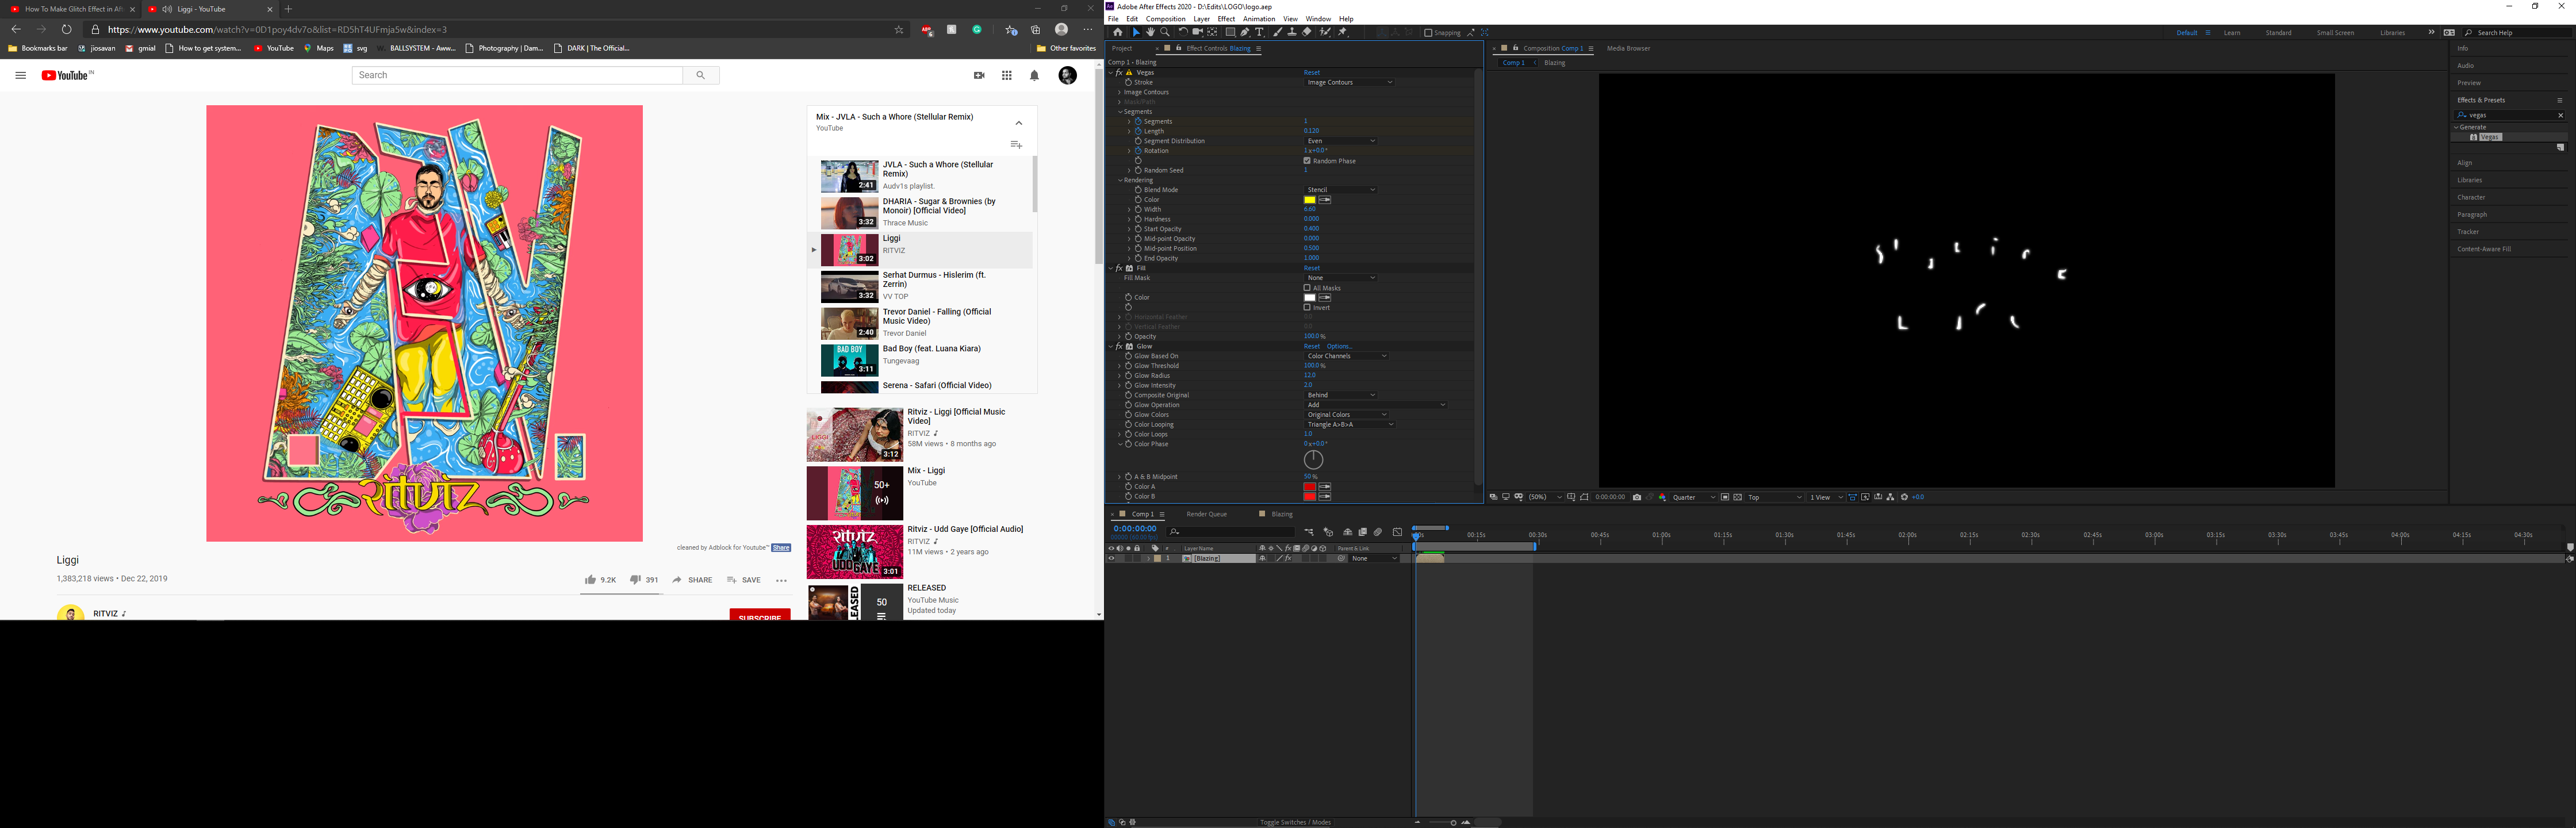 How To Make Glitch Effect in Aft
Liggi - YouTube
https://www.youtube.com/watch?v=0D1poy4dv7o&list=RD5hT4UFmja5w&index=3
Bookmarks bar
jiosavan
gmial
How to get system...
YouTube
Maps
svg
BALLSYSTEM - Aww...
Photography | Dam...
DARK | The Official...
Other favorites
YouTube IN
Search
Mix - JVLA - Such a Whore (Stellular Remix)
YouTube
JVLA - Such a Whore (Stellular
Remix)
Audv1s playlist.
2:41
DHARIA - Sugar & Brownies (by
Monoir) [Official Video]
Thrace Music
3:32
Liggi
RITVIZ
3:02
Serhat Durmus - Hislerim (ft.
Zerrin)
VV TOP
3:32
Trevor Daniel - Falling (Official
Music Video)
Trevor Daniel
2:40
Bad Boy (feat. Luana Kiara)
Tungevaag
BAD BOY
3:11
Serena - Safari (Official Video)
Ritviz - Liggi [Official Music
Video]
RITVIZ
58M views • 8 months ago
3:12
Mix - Liggi
YouTube
50+
Ritviz - Udd Gaye [Official Audio]
RITVIZ
11M views • 2 years ago
UDD GAYE
3:01
RELEASED
YouTube Music
Updated today
RELEASED
50
cleaned by Adblock for Youtube™ Share
Liggi
1,383,218 views • Dec 22, 2019
9.2K
391
SHARE
SAVE
RITVIZ
SUBSCRIBE
Adobe After Effects 2020 - D:\Edits\LOGO\logo.aep
File Edit Composition Layer Effect Animation View Window Help
Snapping
Default Learn Standard Small Screen Libraries
Search Help
Project
Effect Controls Blazing
Comp 1 • Blazing
Vegas Reset
Stroke Image Contours
Image Contours
Mask/Path
Segments
Segments 1
Length 0.120
Segment Distribution Even
Rotation 1x+0.0°
Random Phase
Random Seed 1
Rendering
Blend Mode Stencil
Color
Width 6.60
Hardness 0.000
Start Opacity 0.400
Mid-point Opacity 0.000
Mid-point Position 0.500
End Opacity 1.000
Fill Reset
Fill Mask None
All Masks
Color
Invert
Horizontal Feather 0.0
Vertical Feather 0.0
Opacity 100.0%
Glow Reset Options...
Glow Based On Color Channels
Glow Threshold 100.0%
Glow Radius 12.0
Glow Intensity 2.0
Composite Original Behind
Glow Operation Add
Glow Colors Original Colors
Color Looping Triangle A>B>A
Color Loops 1.0
Color Phase 0x+0.0°
A & B Midpoint 50%
Color A
Color B
Composition Comp 1
Media Browser
Comp 1 Blazing
(50%) 0:00:00:00 Quarter Top 1 View +0.0
Info
Audio
Preview
Effects & Presets
vegas
Generate
Vegas
Align
Libraries
Character
Paragraph
Tracker
Content-Aware Fill
Comp 1
Render Queue
Blazing
0:00:00:00
# Layer Name
Parent & Link
1 [Blazing] None
00:15s 00:30s 00:45s 01:00s 01:15s 01:30s 01:45s 02:00s 02:15s 02:30s 02:45s 03:00s 03:15s 03:30s 03:45s 04:00s 04:15s 04:30s
Toggle Switches / Modes